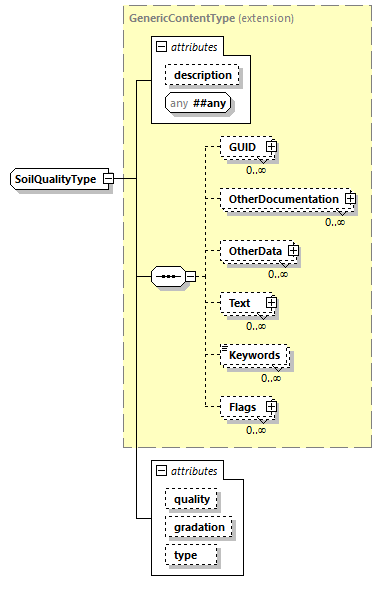 GenericContentType (extension)
attributes
description
any ##any
SoilQualityType
GUID
0..∞
OtherDocumentation
0..∞
OtherData
0..∞
Text
0..∞
Keywords
0..∞
Flags
0..∞
attributes
quality
gradation
type